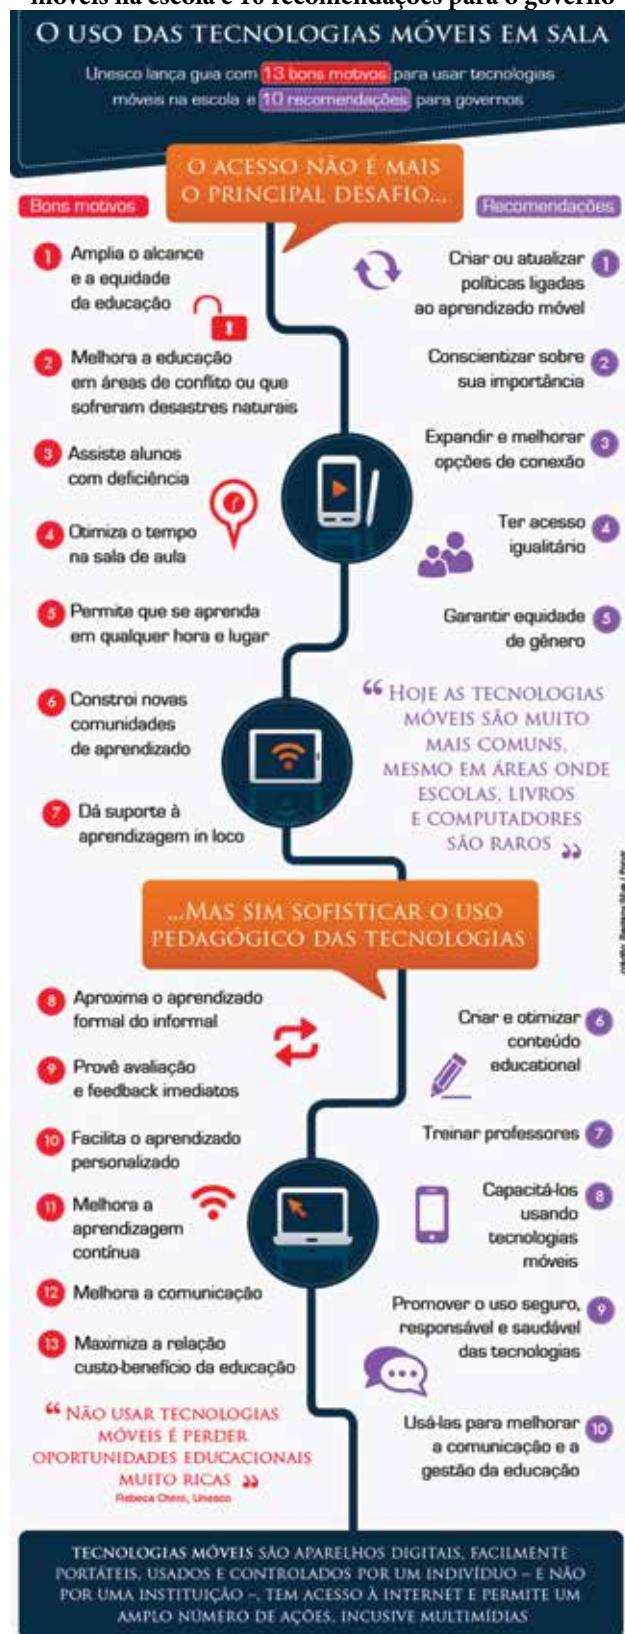 móveis na escola e 10 recomendações para o governo
O USO DAS TECNOLOGIAS MÓVEIS EM SALA
Unesco lança guia com 13 bons motivos para usar tecnologias
móveis na escola e 10 recomendações para governos
O ACESSO NÃO É MAIS
O PRINCIPAL DESAFIO...
Bons motivos
1 Amplia o alcance
e a equidade
da educação
2 Melhora a educação
em áreas de conflito ou que
sofreram desastres naturais
3 Assiste alunos
com deficiência
4 Otimiza o tempo
na sala de aula
5 Permite que se aprenda
em qualquer hora e lugar
6 Constroi novas
comunidades
de aprendizado
7 Dá suporte à
aprendizagem in loco
Recomendações
Criar ou atualizar 1
políticas ligadas
ao aprendizado móvel
Conscientizar sobre 2
sua importância
Expandir e melhorar 3
opções de conexão
Ter acesso 4
igualitário
Garantir equidade 5
de gênero
“ HOJE AS TECNOLOGIAS
MÓVEIS SÃO MUITO
MAIS COMUNS,
MESMO EM ÁREAS ONDE
ESCOLAS, LIVROS
E COMPUTADORES
SÃO RAROS ”
...MAS SIM SOFISTICAR O USO
PEDAGÓGICO DAS TECNOLOGIAS
8 Aproxima o aprendizado
formal do informal
9 Provê avaliação
e feedback imediatos
10 Facilita o aprendizado
personalizado
11 Melhora a
aprendizagem
contínua
12 Melhora a comunicação
13 Maximiza a relação
custo-benefício da educação
“ NÃO USAR TECNOLOGIAS
MÓVEIS É PERDER
OPORTUNIDADES EDUCACIONAIS
MUITO RICAS ”
Rebeca Otero, Unesco
Criar e otimizar 6
conteúdo
educational
Treinar professores 7
Capacitá-los 8
usando
tecnologias
móveis
Promover o uso seguro, 9
responsável e saudável
das tecnologias
Usá-las para melhorar 10
a comunicação e a
gestão da educação
TECNOLOGIAS MÓVEIS SÃO APARELHOS DIGITAIS, FACILMENTE
PORTÁTEIS, USADOS E CONTROLADOS POR UM INDIVÍDUO – E NÃO
POR UMA INSTITUIÇÃO –, TEM ACESSO À INTERNET E PERMITE UM
AMPLO NÚMERO DE AÇÕES, INCUSIVE MULTIMÍDIAS